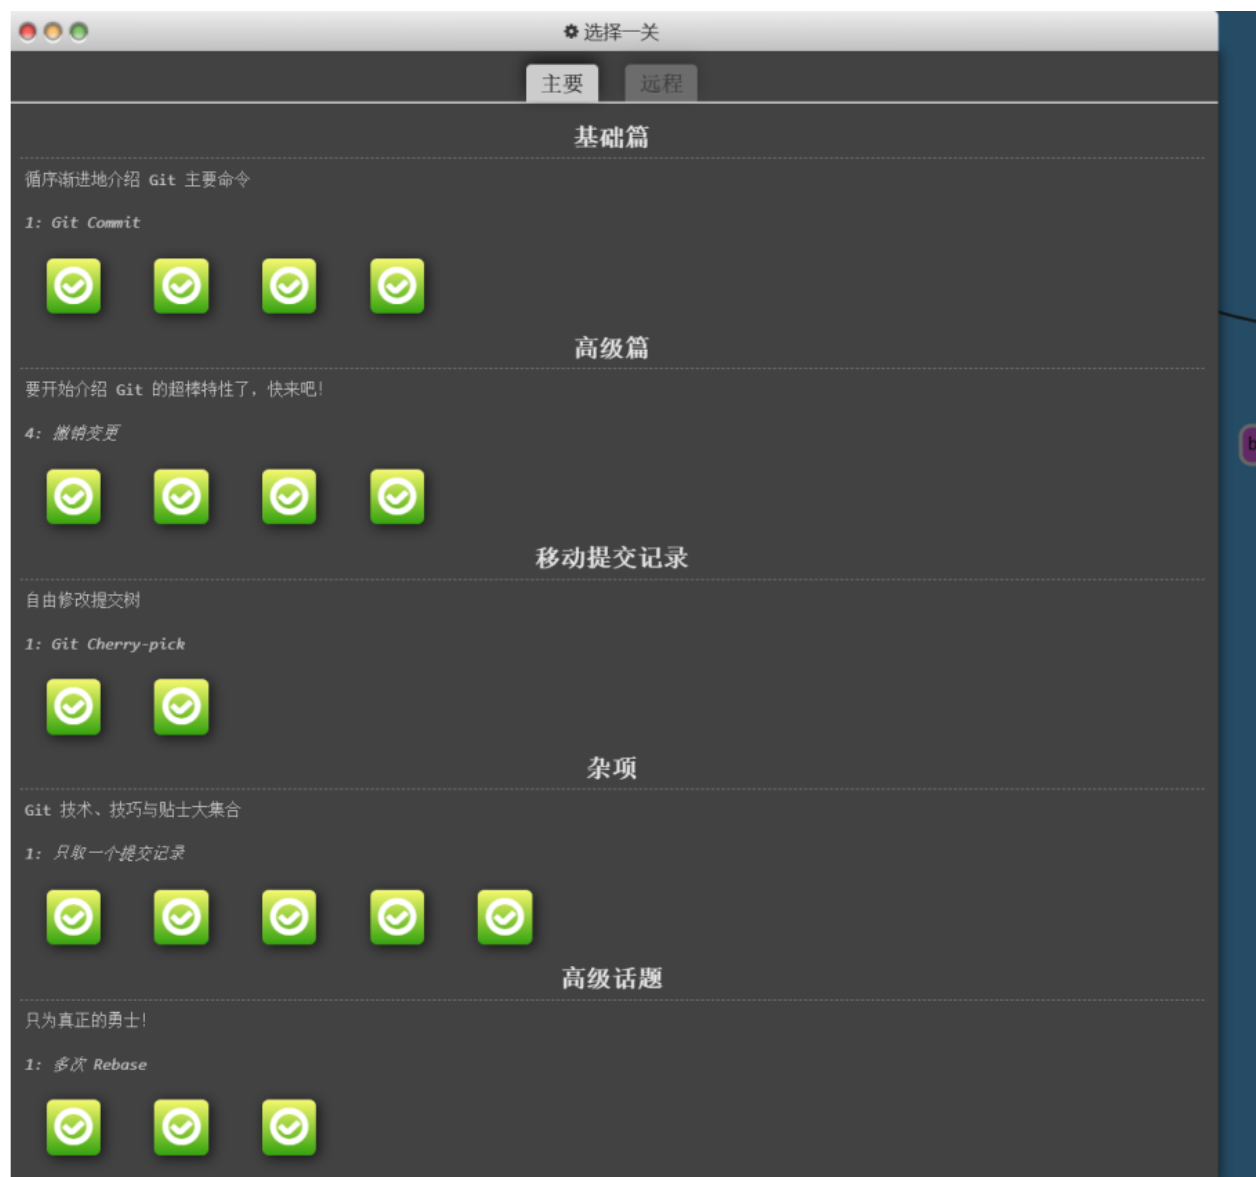 选择一关
主要
远程
基础篇
循序渐进地介绍 Git 主要命令
1: Git Commit
高级篇
要开始介绍 Git 的超棒特性了，快来吧！
4: 撤销变更
移动提交记录
自由修改提交树
1: Git Cherry-pick
杂项
Git 技术、技巧与贴士大集合
1: 只取一个提交记录
高级话题
只为真正的勇士！
1: 多次 Rebase
b